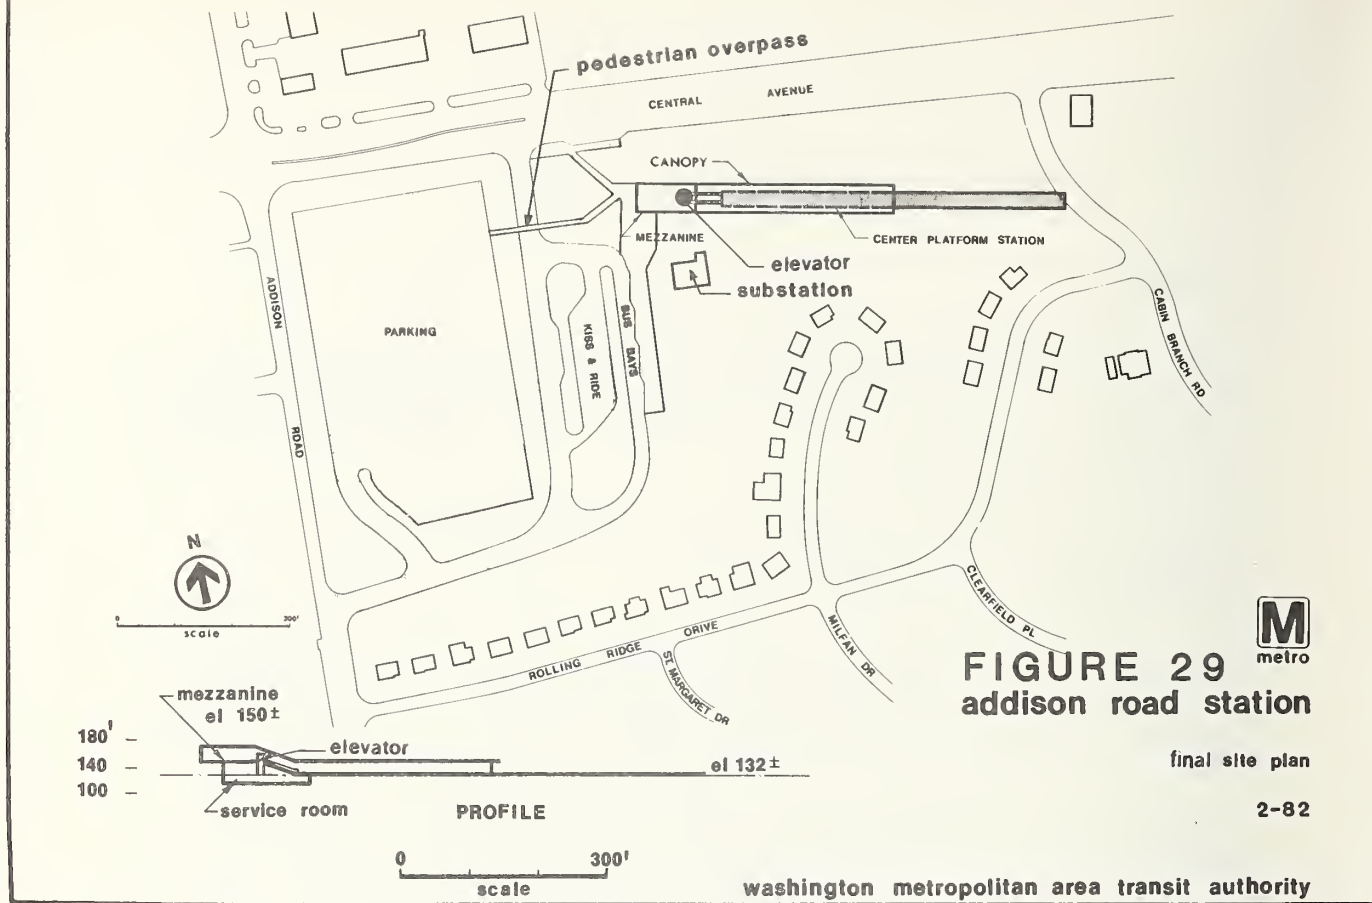 pedestrian overpass
CENTRAL AVENUE
CANOPY
MEZZANINE
CENTER PLATFORM STATION
elevator
substation
ADDISON
ROAD
PARKING
KISS & RIDE
BUS BAYS
CABIN BRANCH RD
CLEARFIELD PL
MILFAN DR
ROLLING RIDGE DRIVE
ST. MARGARET DR
N
0 300'
scale
M
metro
FIGURE 29
addison road station
final site plan
2-82
mezzanine
el 150±
elevator
180'
140
100
el 132±
service room
PROFILE
0 300'
scale
washington metropolitan area transit authority